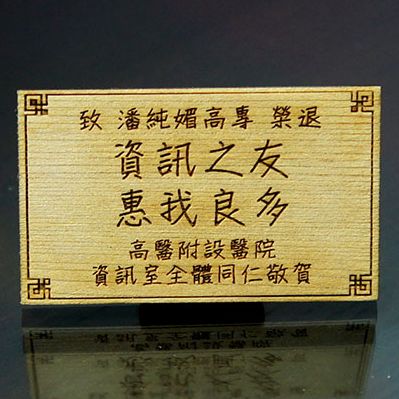 致 潘純媚高專 榮退
資訊之友
惠我良多
高醫附設醫院
資訊室全體同仁敬賀